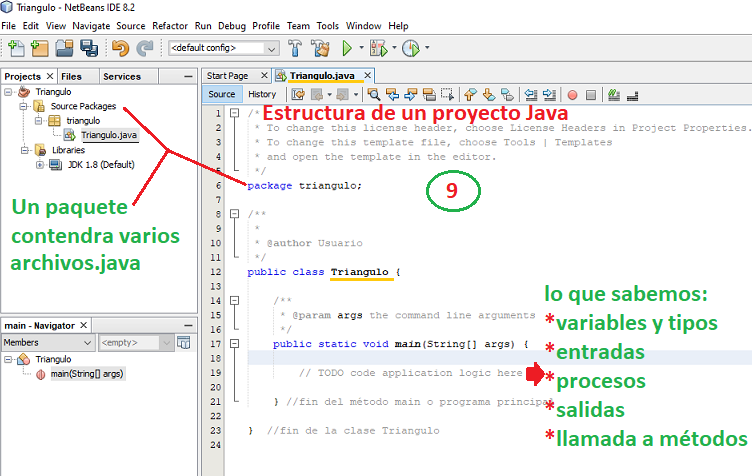 Triangulo - NetBeans IDE 8.2
File Edit View Navigate Source Refactor Run Debug Profile Team Tools Window Help
<default config>
Projects Files Services
Triangulo
Source Packages
triangulo
Triangulo.java
Libraries
JDK 1.8 (Default)
Un paquete
contendra varios
archivos.java
main - Navigator
Members <empty>
Triangulo
main(String[] args)
Start Page Triangulo.java
Source History
Estructura de un proyecto Java
1 /*
2 * To change this license header, choose License Headers in Project Properties.
3 * To change this template file, choose Tools | Templates
4 * and open the template in the editor.
5 */
6 package triangulo;
7
9
8 /**
9 *
10 * @author Usuario
11 */
12 public class Triangulo {
13
14 /**
15 * @param args the command line arguments
16 */
17 public static void main(String[] args) {
18
19 // TODO code application logic here
20
21 } //fin del método main o programa principal
22
23 } //fin de la clase Triangulo
24
lo que sabemos:
*variables y tipos
*entradas
*procesos
*salidas
*llamada a métodos